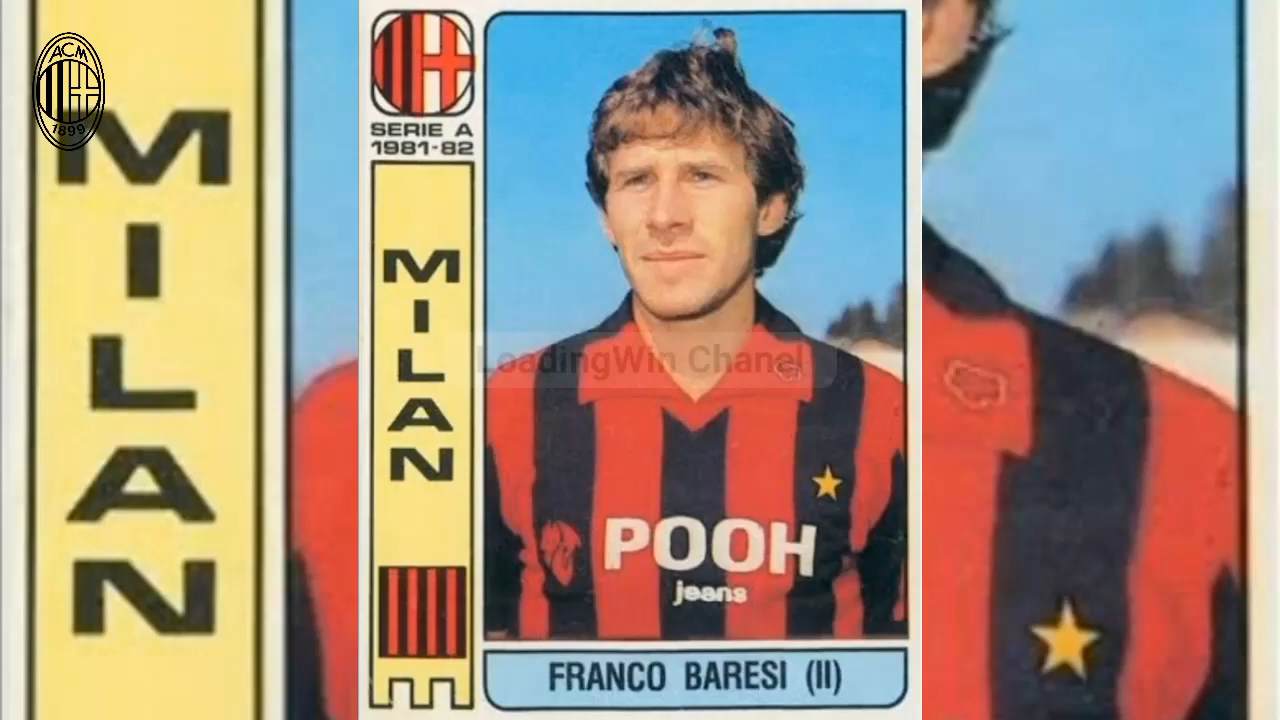 ACM
1899
MILAN
SERIE A
1981-82
MILAN
LoadingWin Chanel
POOH
jeans
FRANCO BARESI (II)